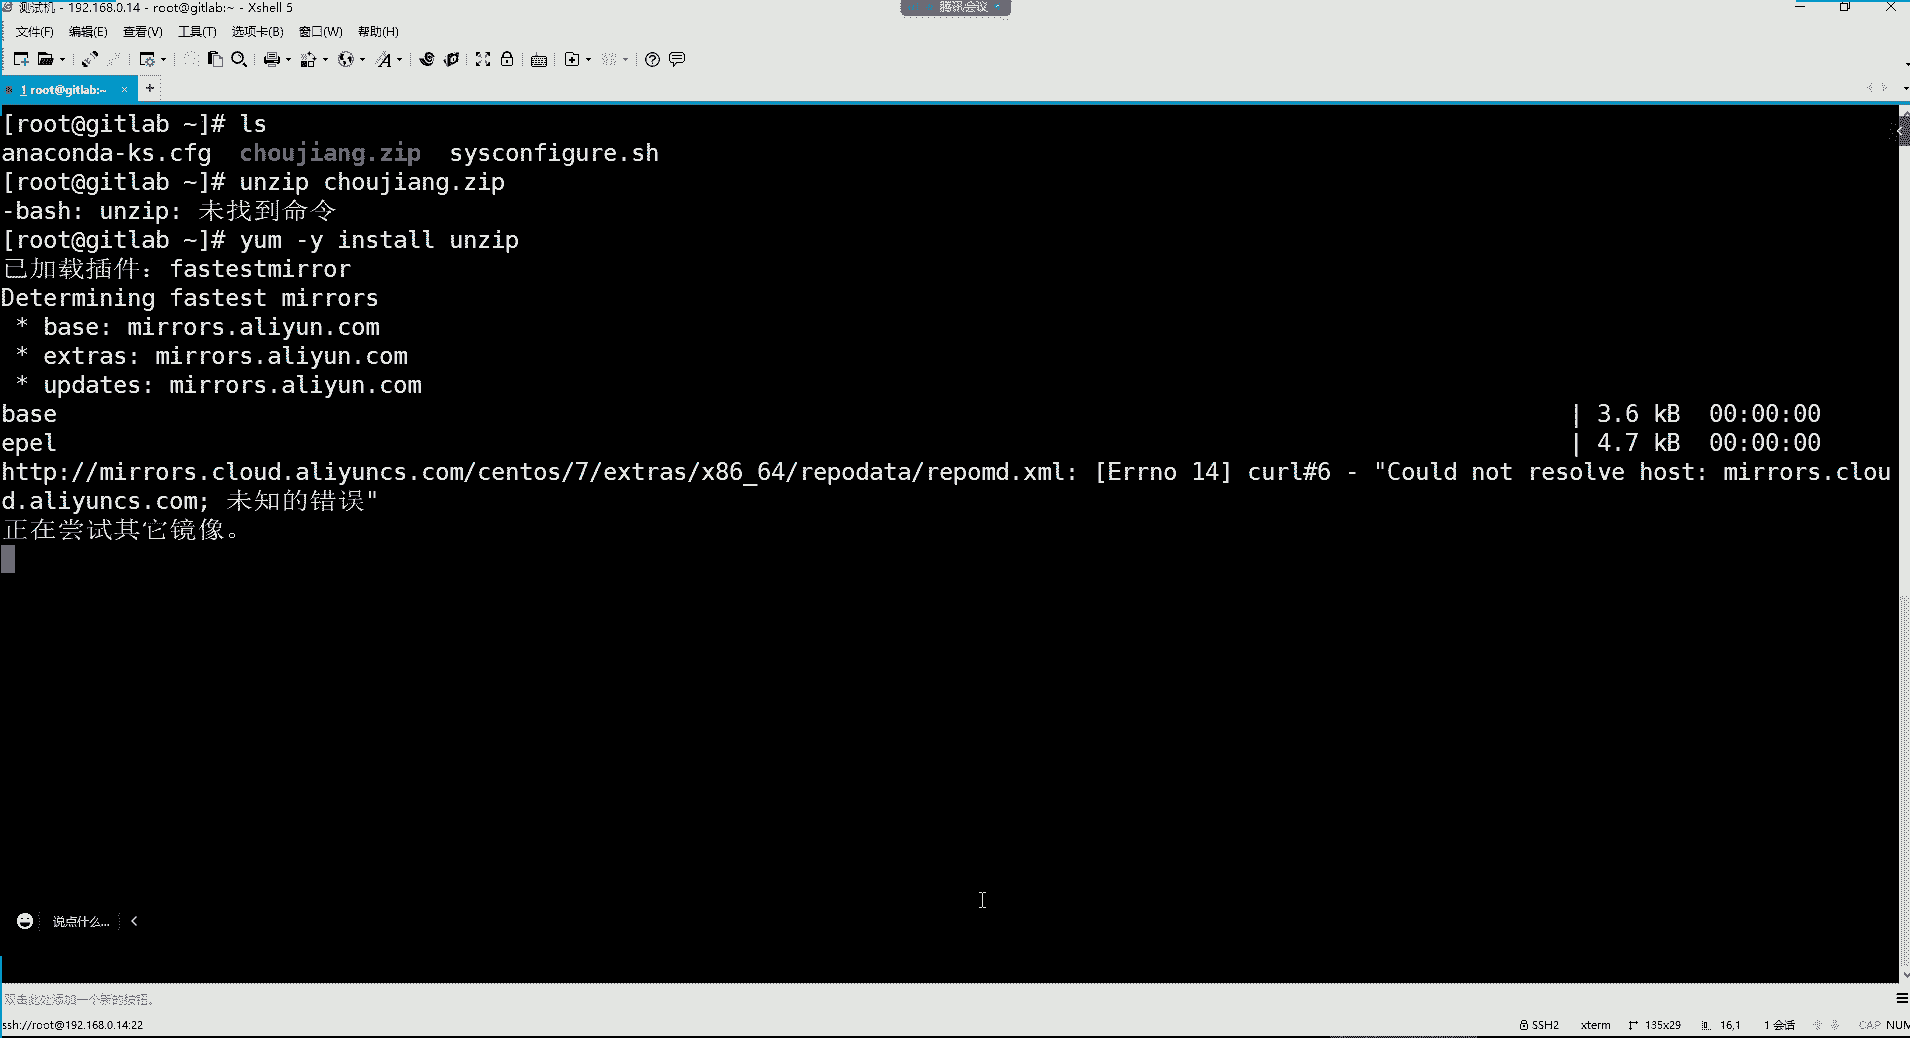 测试机 - 192.168.0.14 - root@gitlab:~ - Xshell 5
腾讯会议
文件(F) 编辑(E) 查看(V) 工具(T) 选项卡(B) 窗口(W) 帮助(H)
1 root@gitlab:~
[root@gitlab ~]# ls
anaconda-ks.cfg choujiang.zip sysconfigure.sh
[root@gitlab ~]# unzip choujiang.zip
-bash: unzip: 未找到命令
[root@gitlab ~]# yum -y install unzip
已加载插件：fastestmirror
Determining fastest mirrors
* base: mirrors.aliyun.com
* extras: mirrors.aliyun.com
* updates: mirrors.aliyun.com
base | 3.6 kB 00:00:00
epel | 4.7 kB 00:00:00
http://mirrors.cloud.aliyuncs.com/centos/7/extras/x86_64/repodata/repomd.xml: [Errno 14] curl#6 - "Could not resolve host: mirrors.clou
d.aliyuncs.com; 未知的错误"
正在尝试其它镜像。
说点什么...
双击此处添加一个新的按钮。
ssh://root@192.168.0.14:22 SSH2 xterm 135x29 16,1 1 会话 CAP NUM